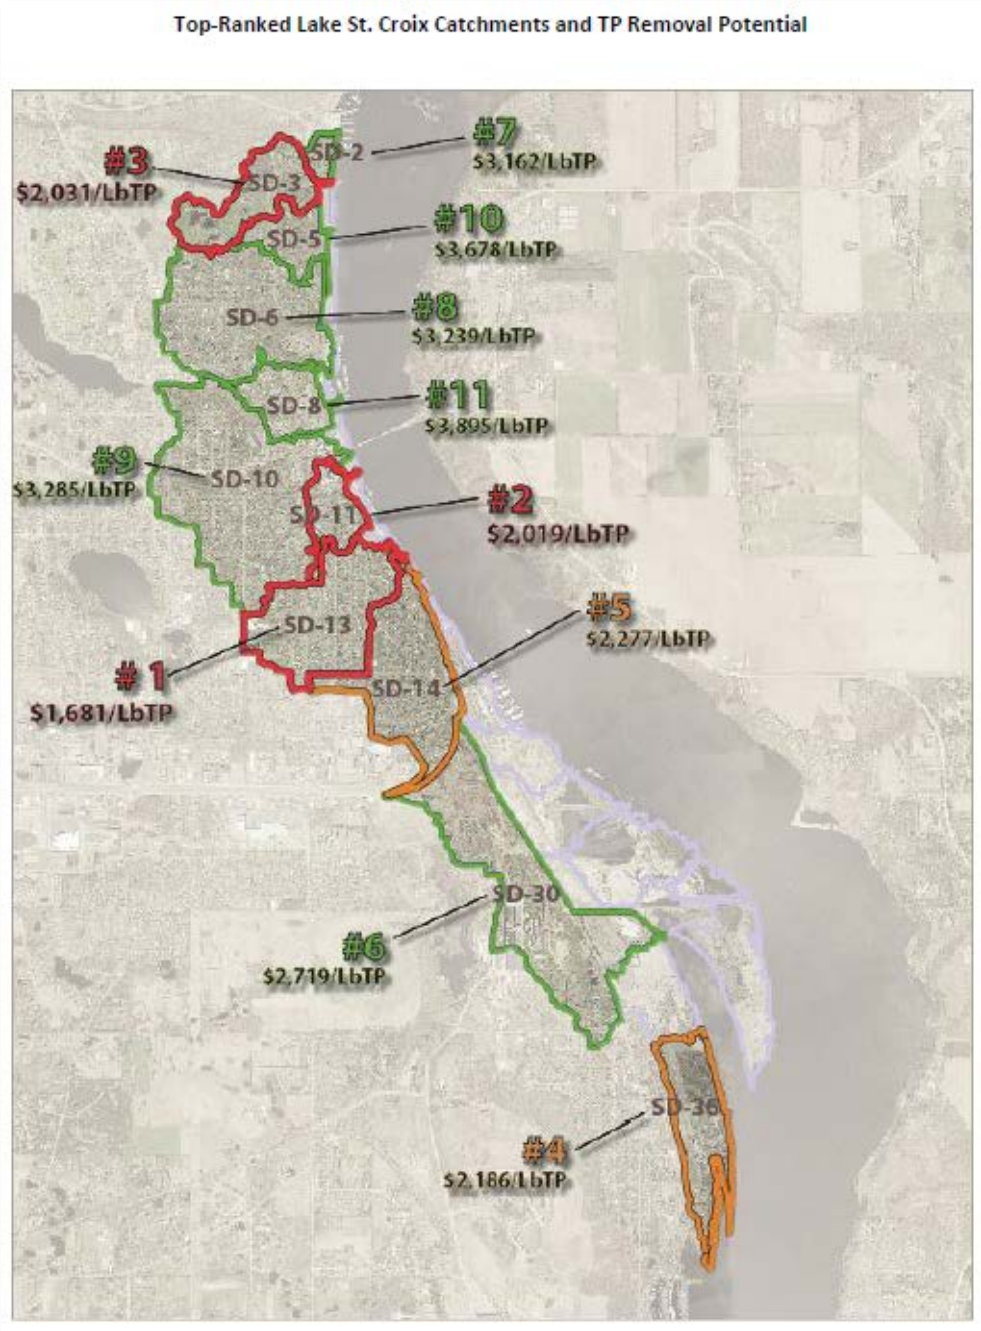 Top-Ranked Lake St. Croix Catchments and TP Removal Potential
SD-2
#7
$3,162/LbTP
#3
$2,031/LbTP
SD-3
SD-5
#10
$3,678/LbTP
SD-6
#8
$3,239/LbTP
SD-8
#11
$3,895/LbTP
#9
$3,285/LbTP
SD-10
SD-11
#2
$2,019/LbTP
#5
$2,277/LbTP
SD-13
# 1
$1,681/LbTP
SD-14
SD-30
#6
$2,719/LbTP
SD-36
#4
$2,186/LbTP